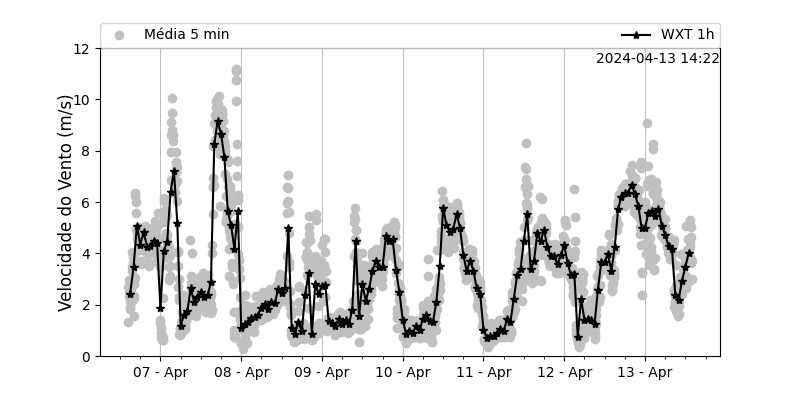 Média 5 min
WXT 1h
2024-04-13 14:22
Velocidade do Vento (m/s)
12
10
8
6
4
2
0
07 - Apr
08 - Apr
09 - Apr
10 - Apr
11 - Apr
12 - Apr
13 - Apr